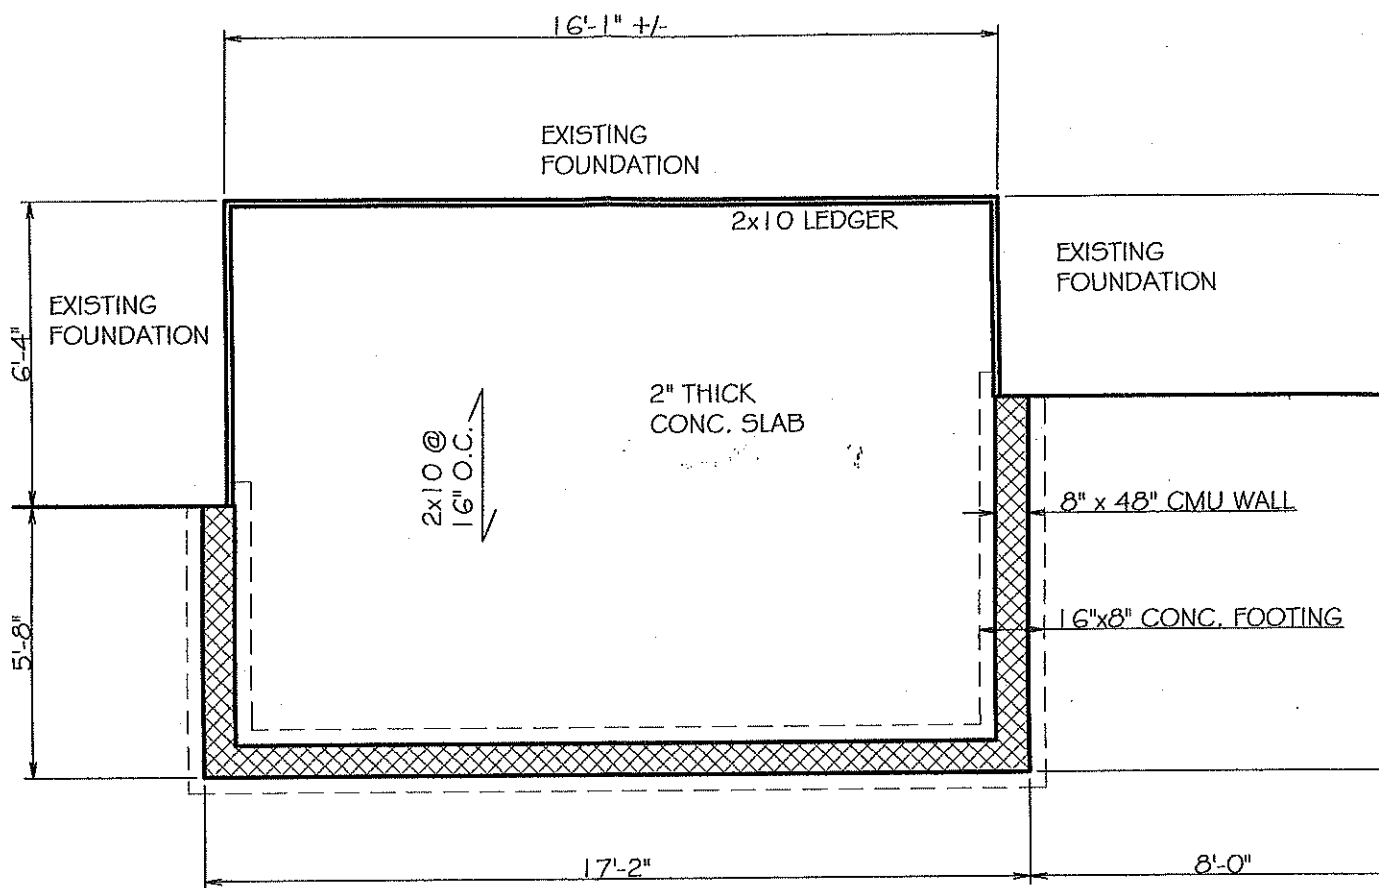 16'-1" +/-
EXISTING
FOUNDATION
2x10 LEDGER
EXISTING
FOUNDATION
EXISTING
FOUNDATION
6'-4"
2" THICK
CONC. SLAB
2x10 @
16" O.C.
8" x 48" CMU WALL
16"x8" CONC. FOOTING
5'-8"
17'-2"
8'-0"